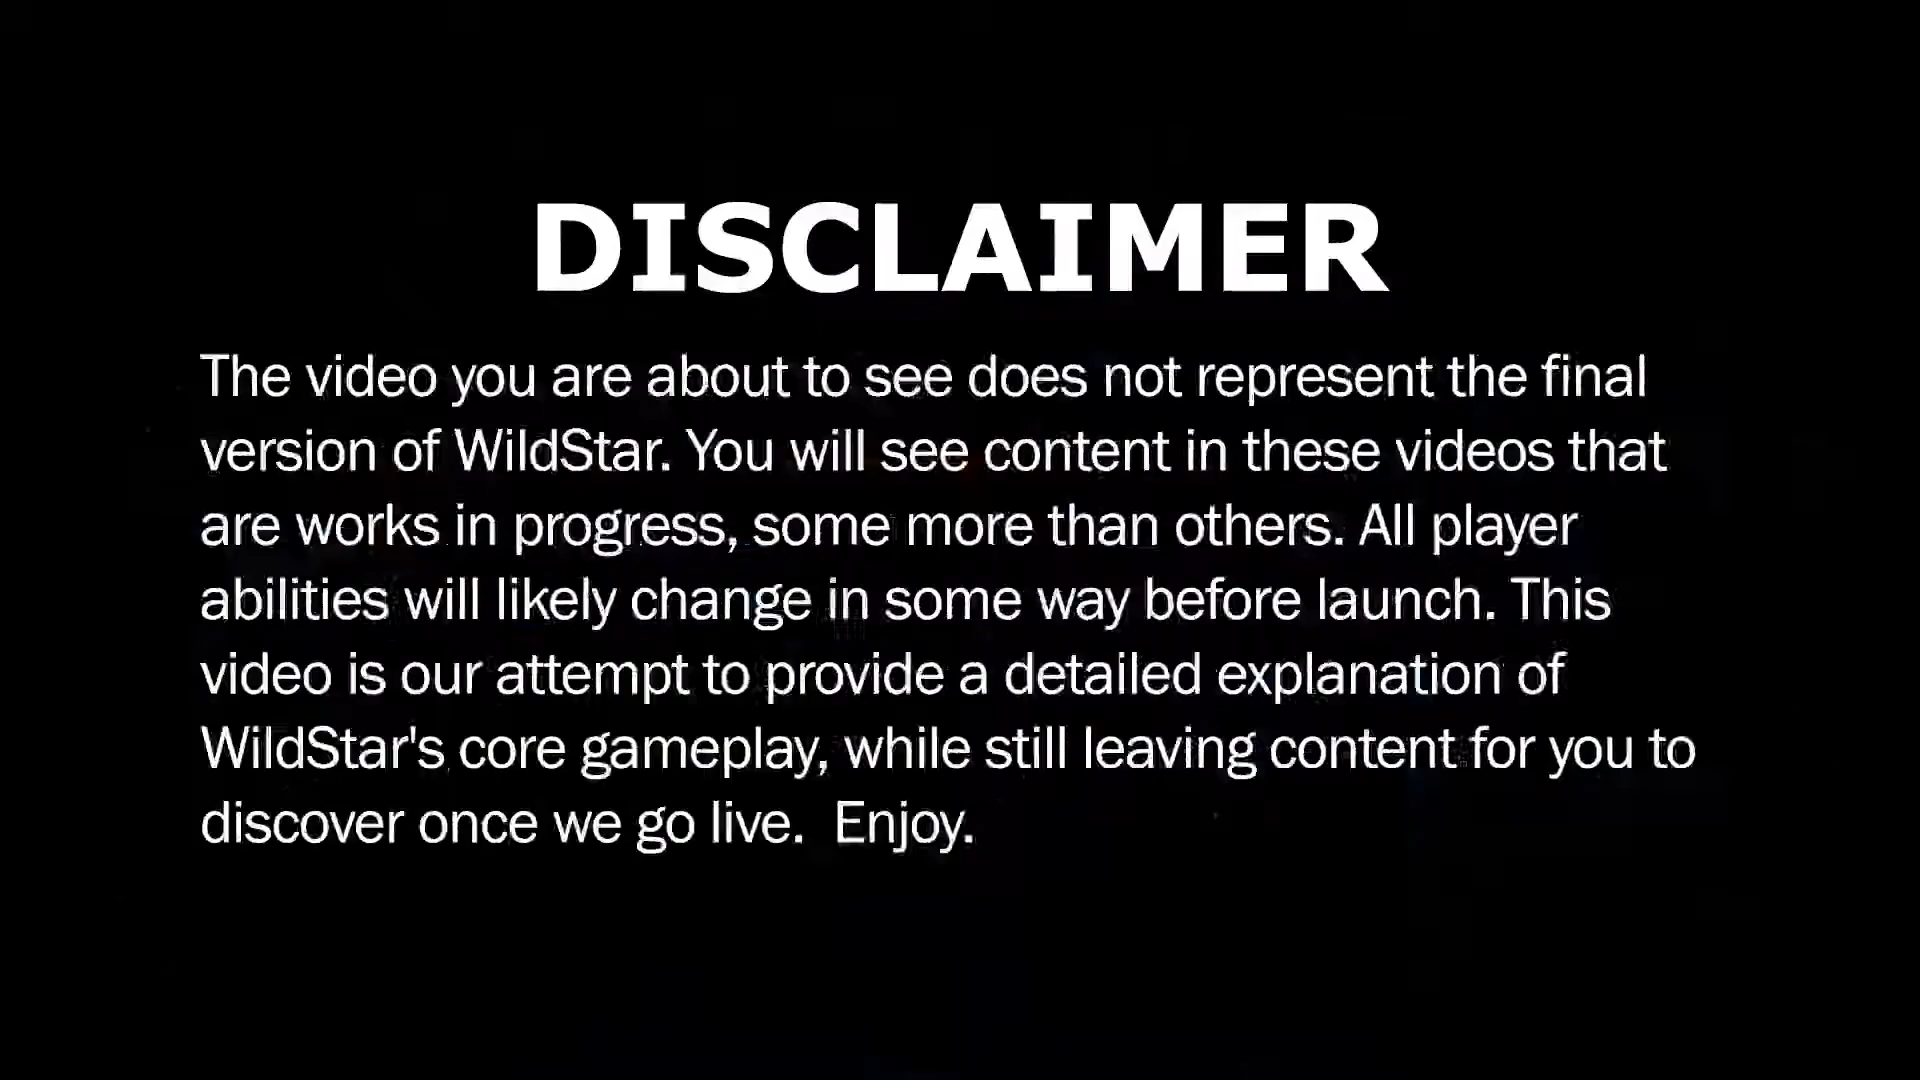 DISCLAIMER
The video you are about to see does not represent the final
version of WildStar. You will see content in these videos that
are works in progress, some more than others. All player
abilities will likely change in some way before launch. This
video is our attempt to provide a detailed explanation of
WildStar's core gameplay, while still leaving content for you to
discover once we go live.  Enjoy.